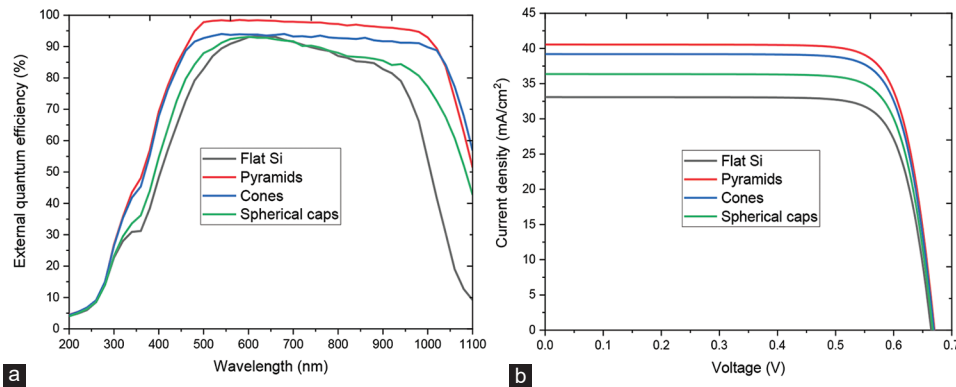 External quantum efficiency (%)
100
90
80
70
60
50
40
30
20
10
0
Flat Si
Pyramids
Cones
Spherical caps
200 300 400 500 600 700 800 900 1000 1100
Wavelength (nm)
a
Current density (mA/cm²)
45
40
35
30
25
20
15
10
5
0
Flat Si
Pyramids
Cones
Spherical caps
0.0 0.1 0.2 0.3 0.4 0.5 0.6 0.7
Voltage (V)
b